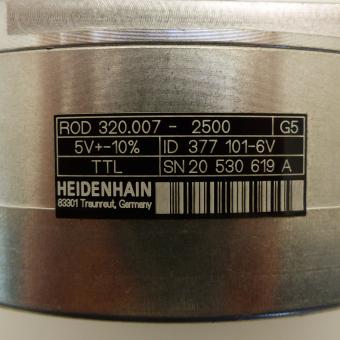 ROD 320.007 - 2500 G5
5V+-10% ID 377 101-6V
TTL SN 20 530 619 A
HEIDENHAIN
83301 Traunreut, Germany